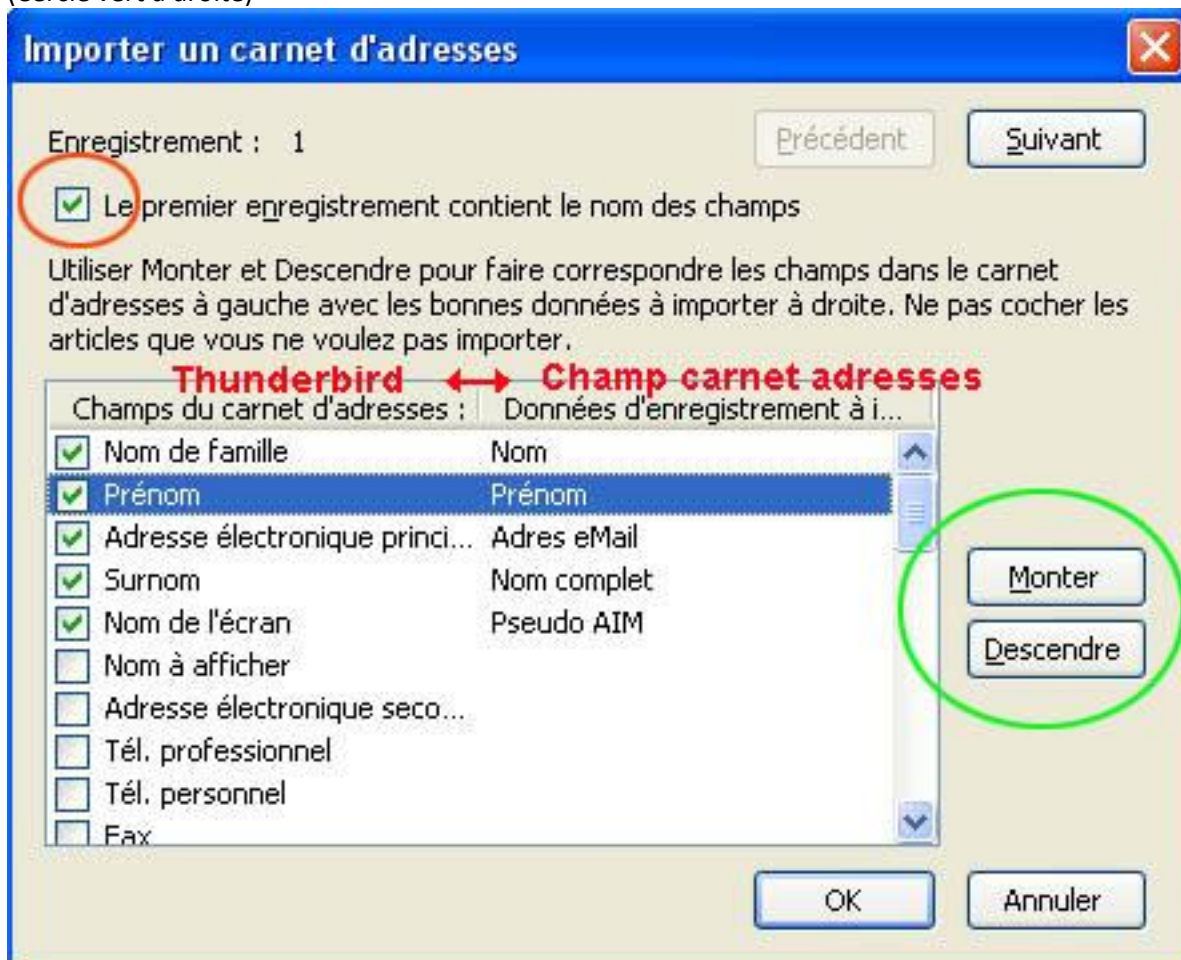 (cercle vert à droite)
Importer un carnet d'adresses
Enregistrement : 1
Précédent
Suivant
Le premier enregistrement contient le nom des champs
Utiliser Monter et Descendre pour faire correspondre les champs dans le carnet
d'adresses à gauche avec les bonnes données à importer à droite. Ne pas cocher les
articles que vous ne voulez pas importer.
Thunderbird ↔ Champ carnet adresses
Champs du carnet d'adresses : Données d'enregistrement à i...
Nom de famille Nom
Prénom Prénom
Adresse électronique princi... Adres eMail
Surnom Nom complet
Nom de l'écran Pseudo AIM
Nom à afficher
Adresse électronique seco...
Tél. professionnel
Tél. personnel
Fax
Monter
Descendre
OK
Annuler